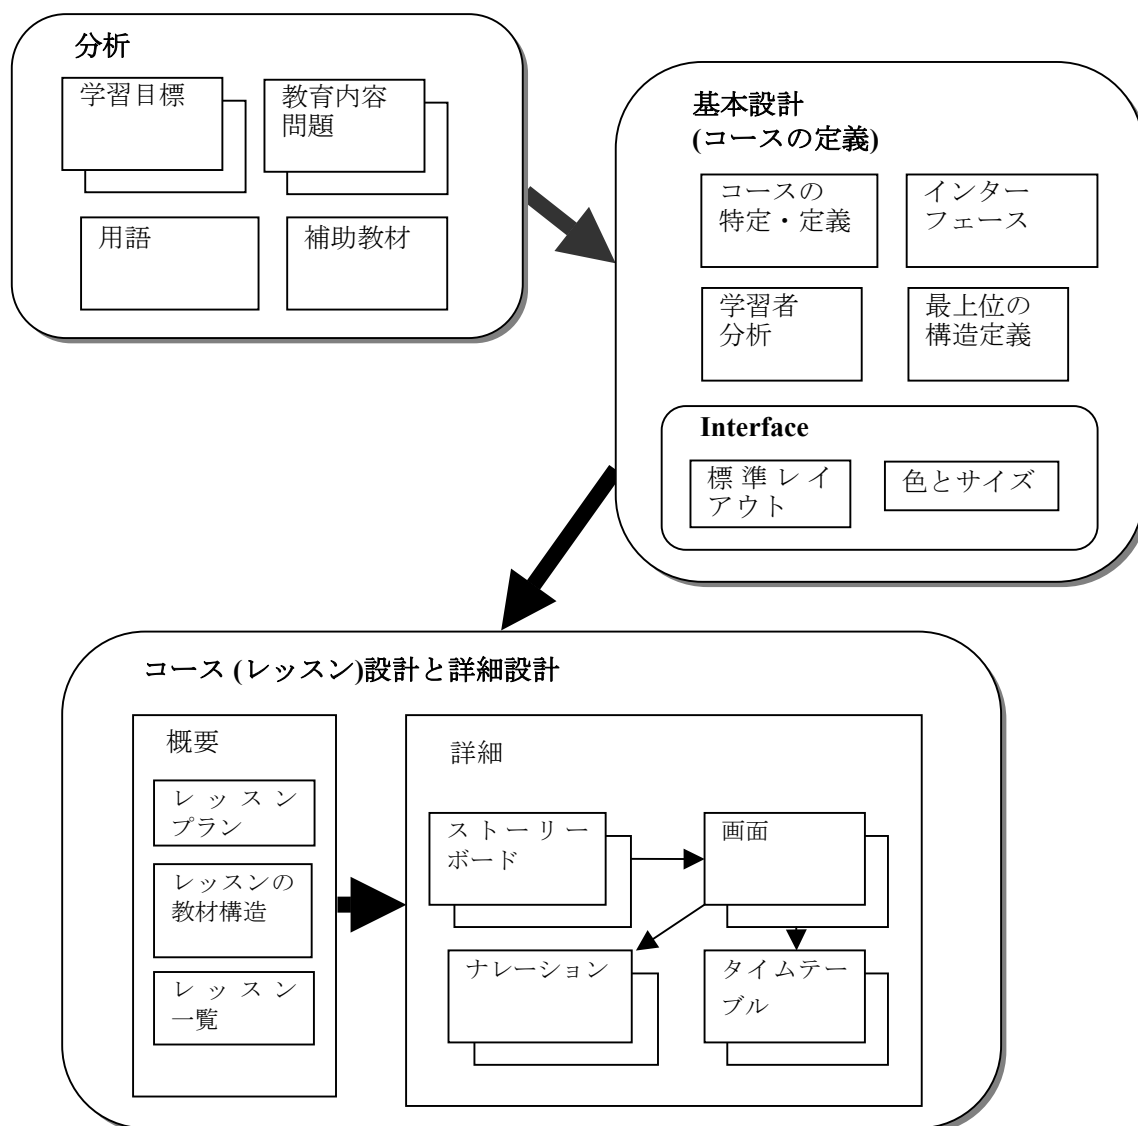 分析
学習目標
教育内容
問題
用語
補助教材
基本設計
(コースの定義)
コースの
特定・定義
インター
フェース
学習者
分析
最上位の
構造定義
Interface
標準レイ
アウト
色とサイズ
コース (レッスン)設計と詳細設計
概要
レッスン
プラン
レッスンの
教材構造
レッスン
一覧
詳細
ストーリー
ボード
画面
ナレーション
タイムテー
ブル